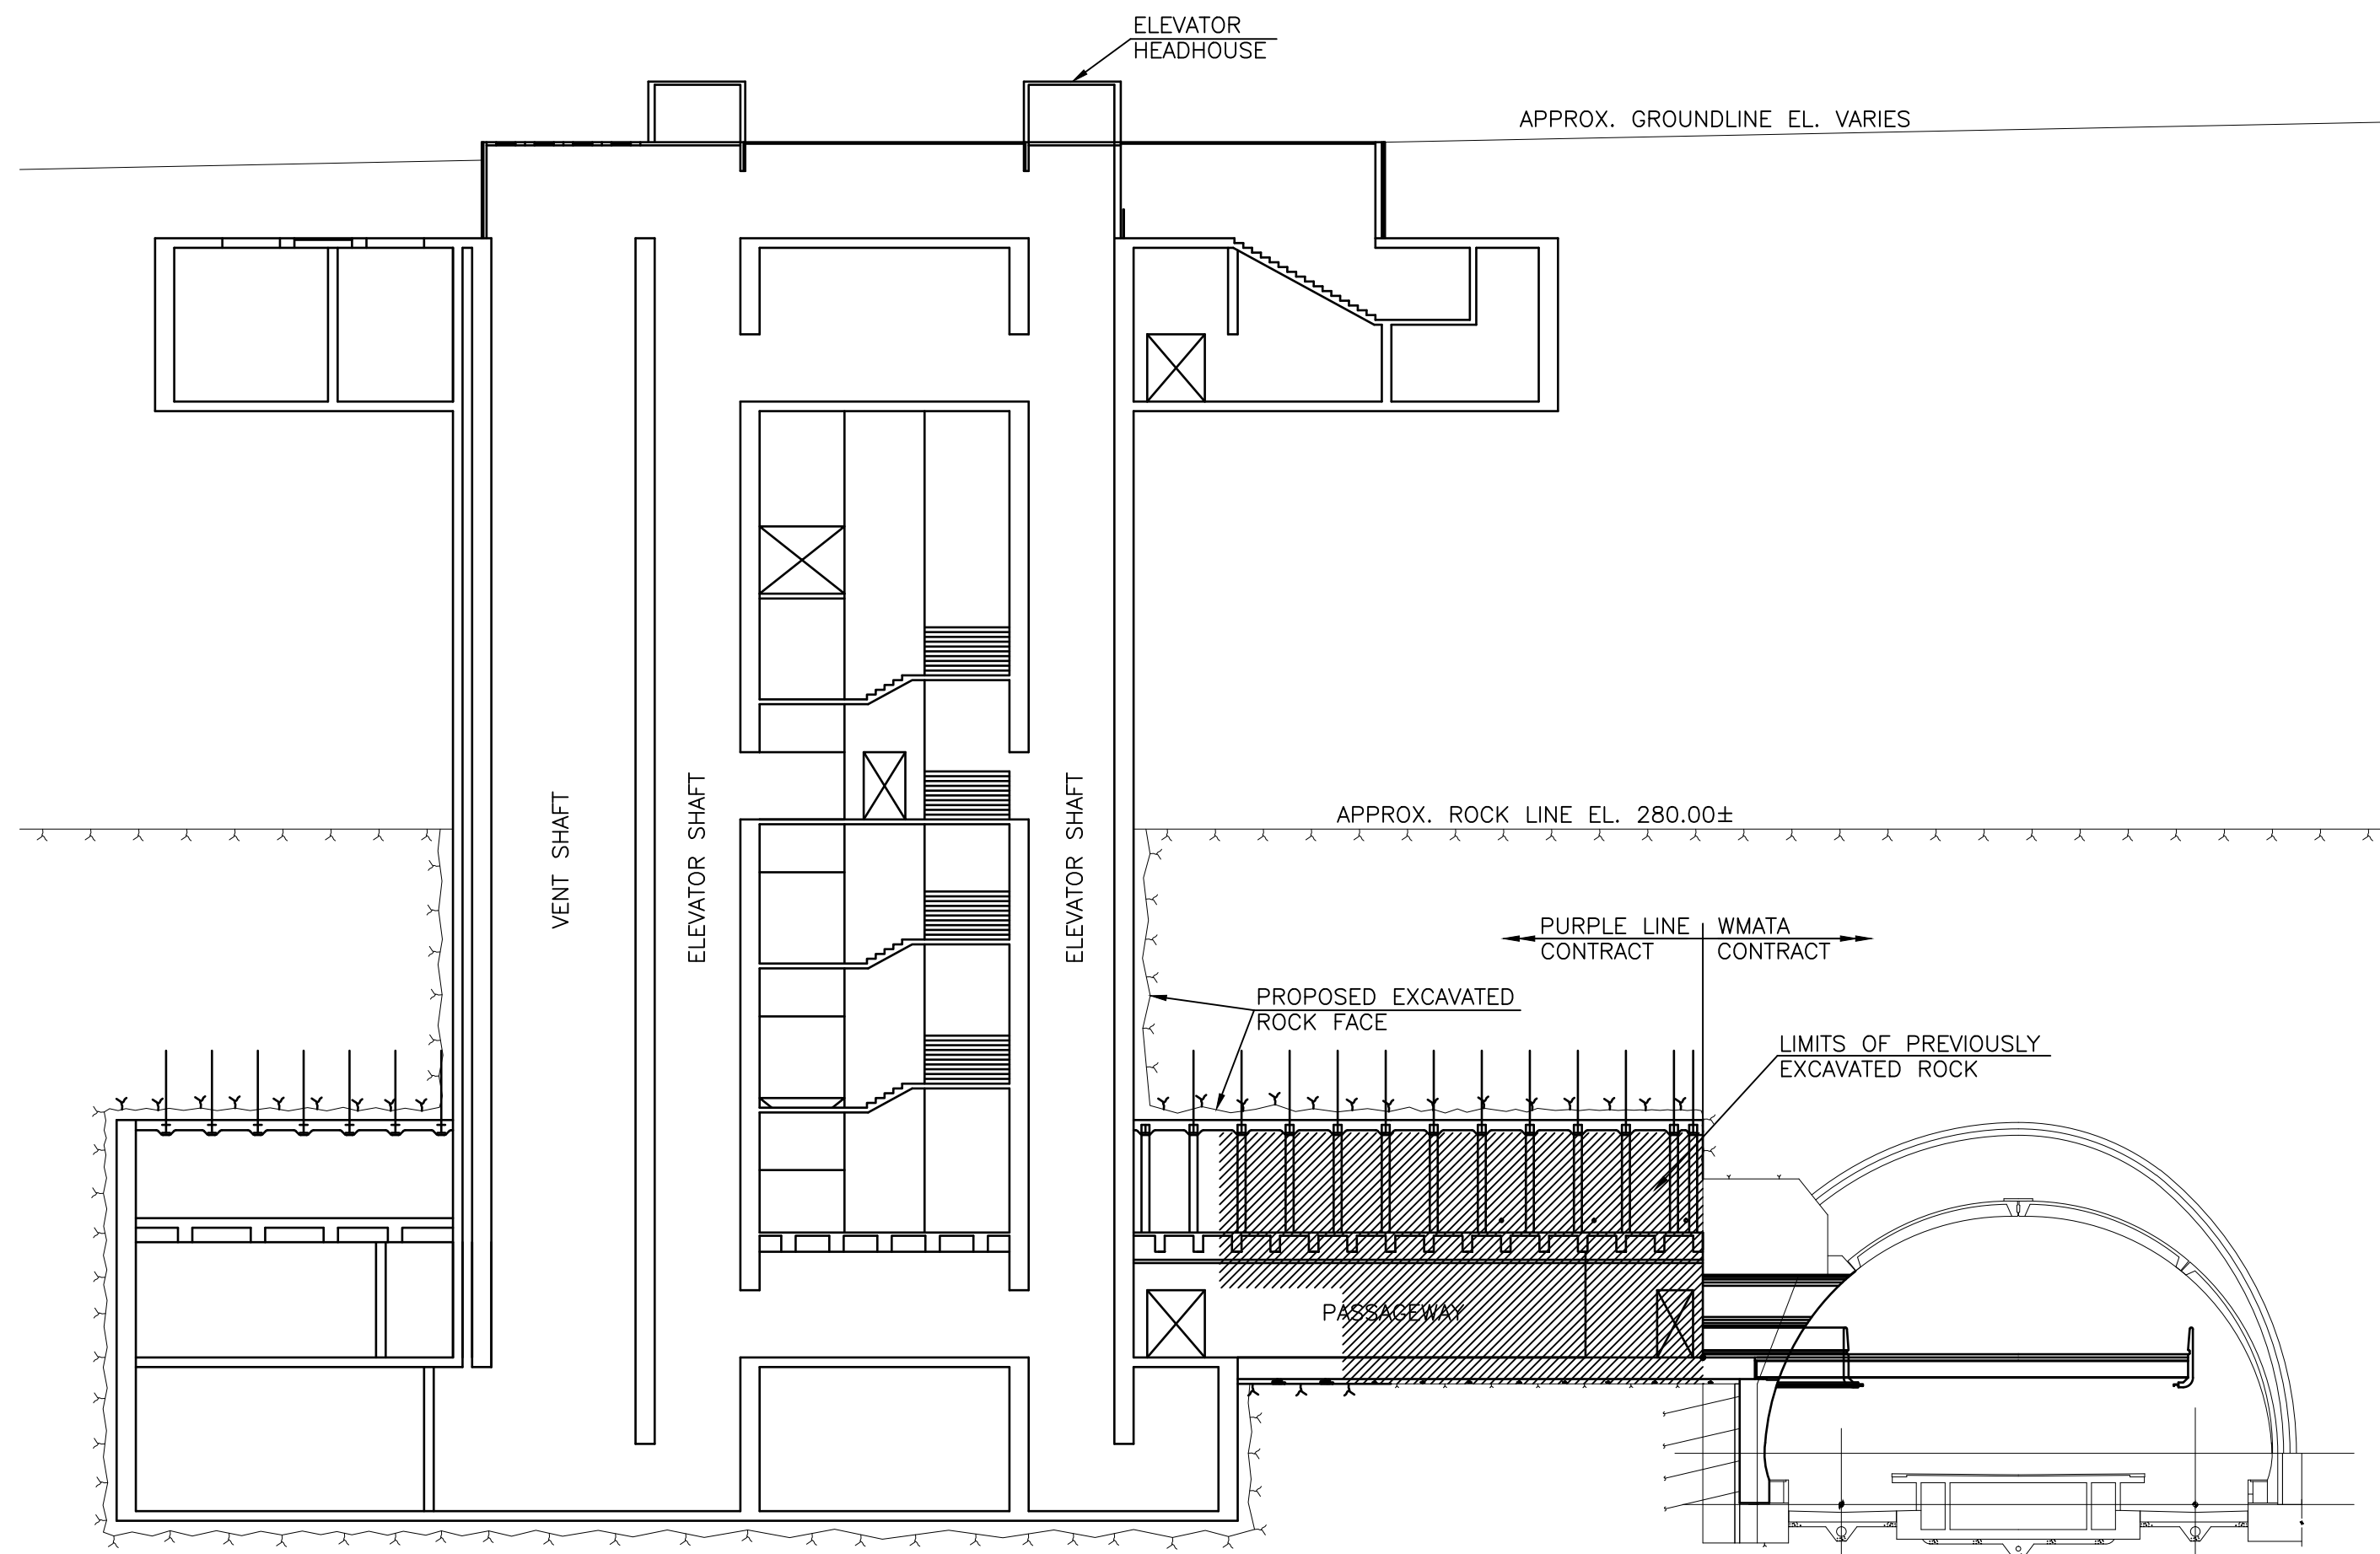 ELEVATOR
HEADHOUSE
APPROX. GROUNDLINE EL. VARIES
VENT SHAFT
ELEVATOR SHAFT
ELEVATOR SHAFT
APPROX. ROCK LINE EL. 280.00±
PURPLE LINE
CONTRACT
WMATA
CONTRACT
PROPOSED EXCAVATED
ROCK FACE
LIMITS OF PREVIOUSLY
EXCAVATED ROCK
PASSAGEWAY